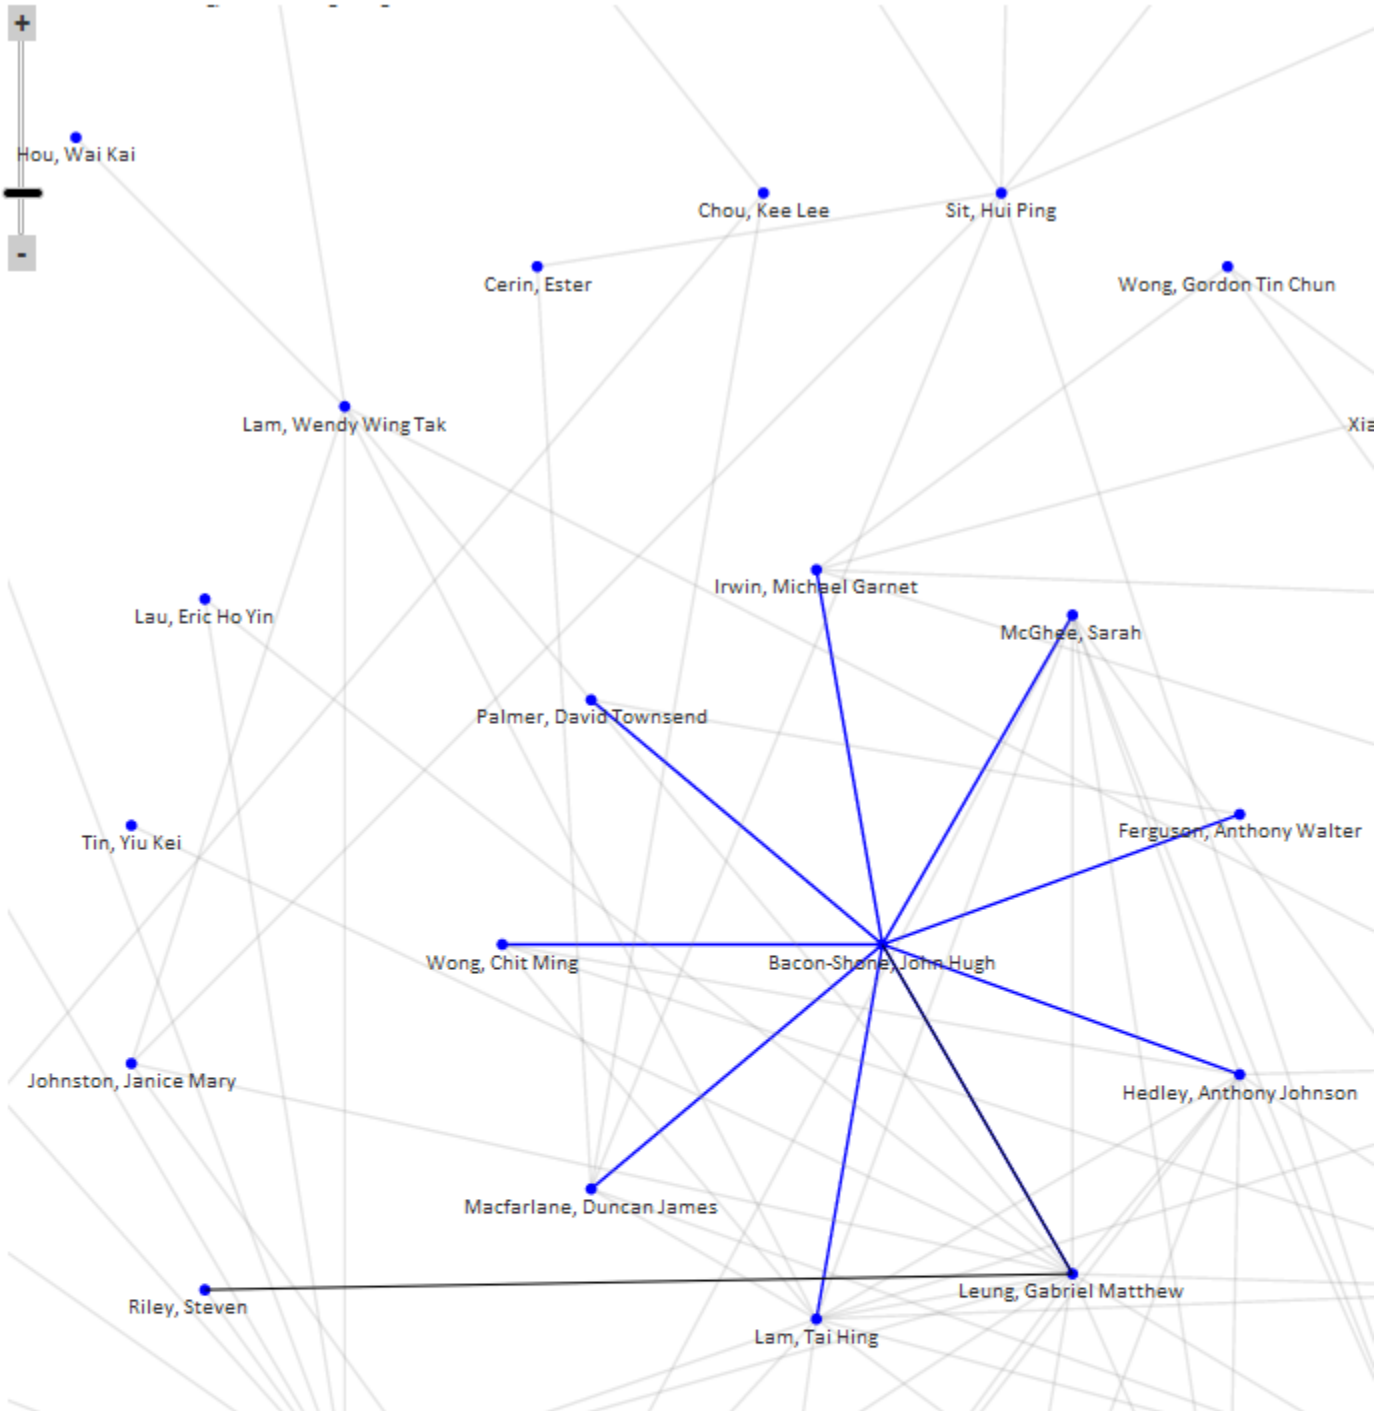 +
Hou, Wai Kai
-
Chou, Kee Lee
Sit, Hui Ping
Cerin, Ester
Wong, Gordon Tin Chun
Lam, Wendy Wing Tak
Xia
Irwin, Michael Garnet
Lau, Eric Ho Yin
McGhee, Sarah
Palmer, David Townsend
Ferguson, Anthony Walter
Tin, Yiu Kei
Wong, Chit Ming
Bacon-Shone, John Hugh
Johnston, Janice Mary
Hedley, Anthony Johnson
Macfarlane, Duncan James
Leung, Gabriel Matthew
Riley, Steven
Lam, Tai Hing